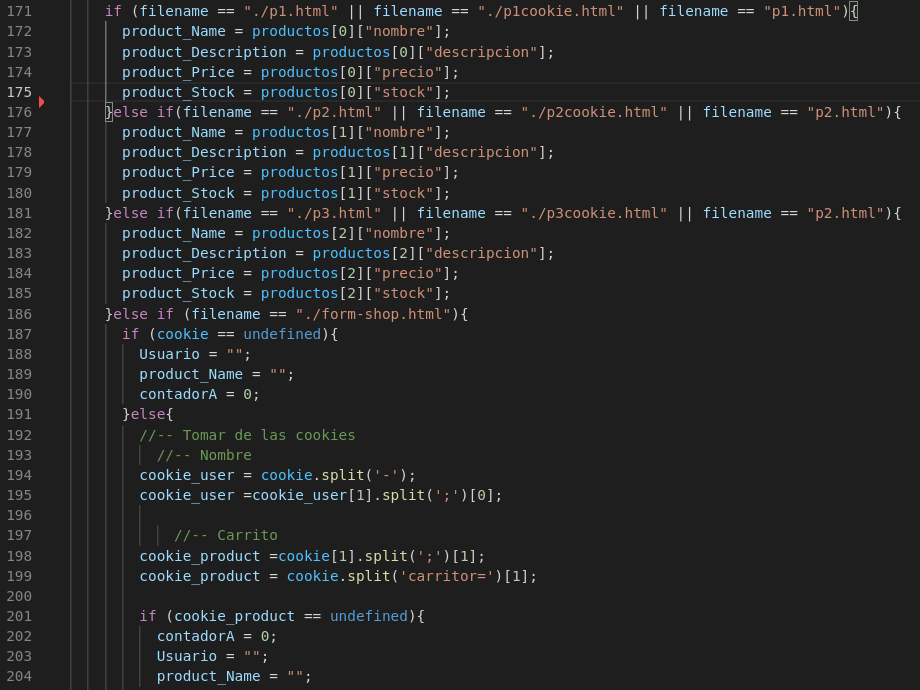 171 if (filename == "./p1.html" || filename == "./p1cookie.html" || filename == "p1.html"){
172 product_Name = productos[0]["nombre"];
173 product_Description = productos[0]["descripcion"];
174 product_Price = productos[0]["precio"];
175 product_Stock = productos[0]["stock"];
176 }else if(filename == "./p2.html" || filename == "./p2cookie.html" || filename == "p2.html"){
177 product_Name = productos[1]["nombre"];
178 product_Description = productos[1]["descripcion"];
179 product_Price = productos[1]["precio"];
180 product_Stock = productos[1]["stock"];
181 }else if(filename == "./p3.html" || filename == "./p3cookie.html" || filename == "p2.html"){
182 product_Name = productos[2]["nombre"];
183 product_Description = productos[2]["descripcion"];
184 product_Price = productos[2]["precio"];
185 product_Stock = productos[2]["stock"];
186 }else if (filename == "./form-shop.html"){
187 if (cookie == undefined){
188 Usuario = "";
189 product_Name = "";
190 contadorA = 0;
191 }else{
192 //-- Tomar de las cookies
193 //-- Nombre
194 cookie_user = cookie.split('-');
195 cookie_user =cookie_user[1].split(';')[0];
196
197 //-- Carrito
198 cookie_product =cookie[1].split(';')[1];
199 cookie_product = cookie.split('carritor=')[1];
200
201 if (cookie_product == undefined){
202 contadorA = 0;
203 Usuario = "";
204 product_Name = "";